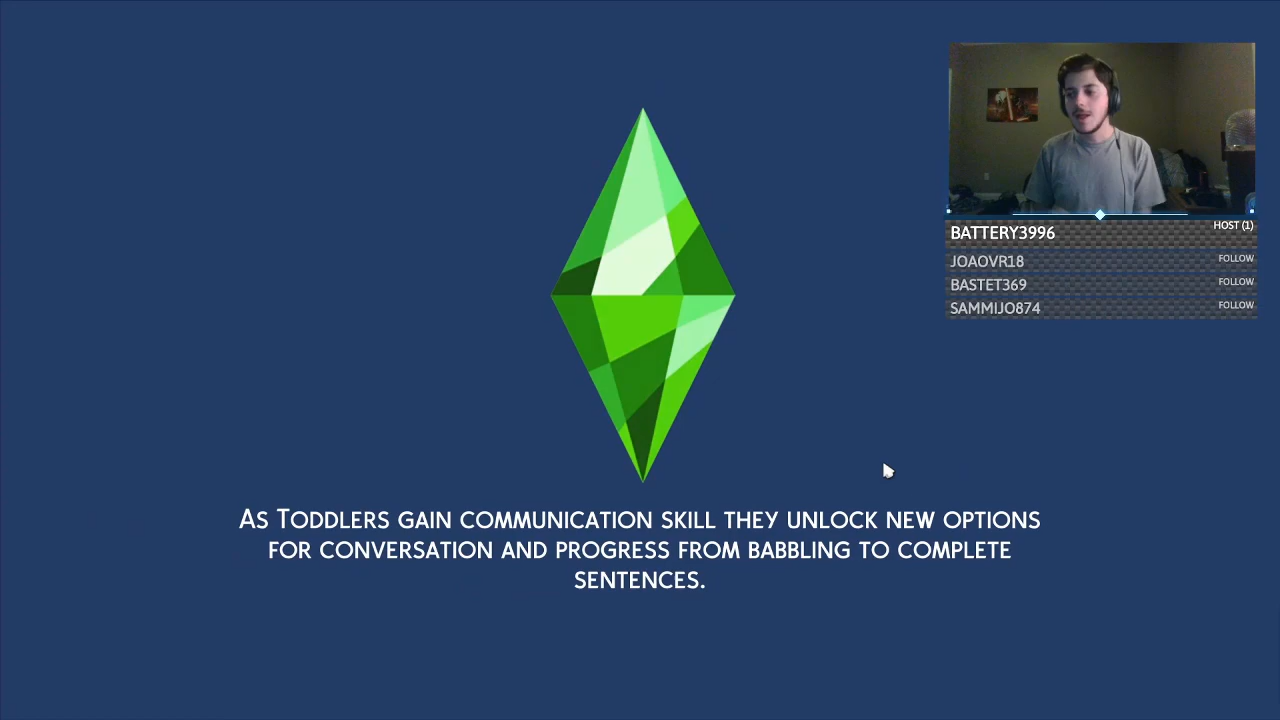 BATTERY3996
HOST (1)
JOAOVR18
FOLLOW
BASTET369
FOLLOW
SAMMIJO874
FOLLOW
As Toddlers gain communication skill they unlock new options
for conversation and progress from babbling to complete
sentences.